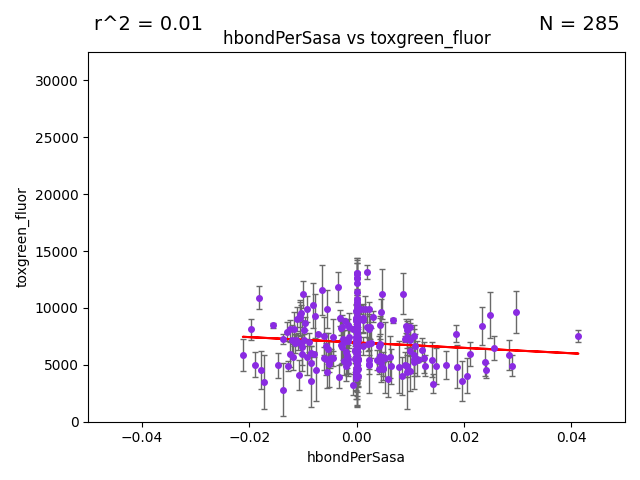 r^2 = 0.01
N = 285
hbondPerSasa vs toxgreen_fluor
30000
25000
20000
15000
10000
5000
0
toxgreen_fluor
−0.04
−0.02
0.00
0.02
0.04
hbondPerSasa